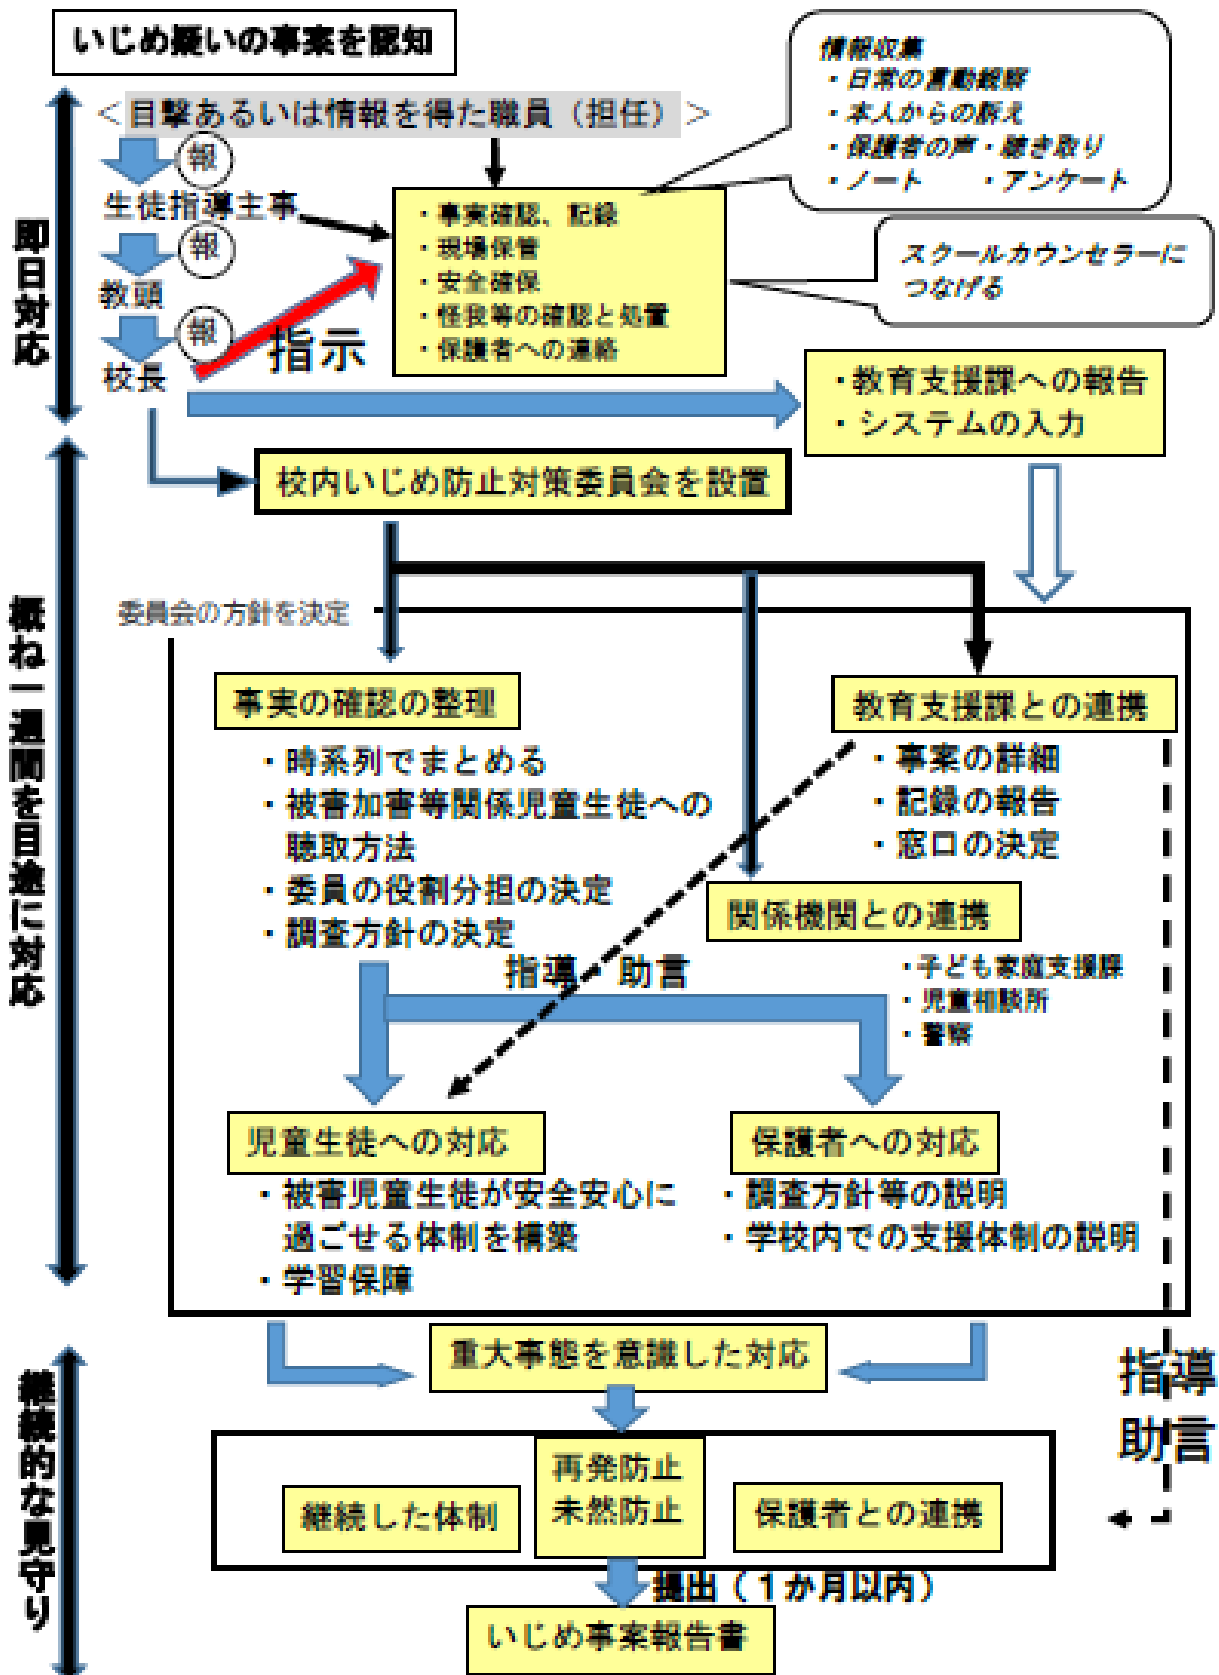 いじめ疑いの事案を認知
＜目撃あるいは情報を得た職員（担任）＞
情報収集
・日常の言動観察
・本人からの訴え
・保護者の声・聴き取り
・ノート　・アンケート
報
生徒指導主事
報
教頭
報
校長
指示
・事実確認、記録
・現場保管
・安全確保
・怪我等の確認と処置
・保護者への連絡
スクールカウンセラーに
つなげる
即日対応
・教育支援課への報告
・システムの入力
校内いじめ防止対策委員会を設置
概ね一週間を目途に対応
委員会の方針を決定
事実の確認の整理
・時系列でまとめる
・被害加害等関係児童生徒への
聴取方法
・委員の役割分担の決定
・調査方針の決定
教育支援課との連携
・事案の詳細
・記録の報告
・窓口の決定
関係機関との連携
・子ども家庭支援課
・児童相談所
・警察
指導　助言
児童生徒への対応
・被害児童生徒が安全安心に
過ごせる体制を構築
・学習保障
保護者への対応
・調査方針等の説明
・学校内での支援体制の説明
継続的な見守り
重大事態を意識した対応
指導
助言
継続した体制
再発防止
未然防止
保護者との連携
提出（１か月以内）
いじめ事案報告書